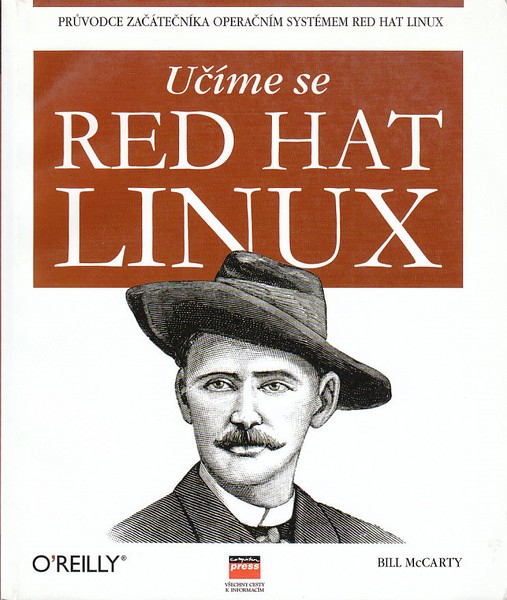 PRŮVODCE ZAČÁTEČNÍKA OPERAČNÍM SYSTÉMEM RED HAT LINUX
Učíme se
RED HAT
LINUX
O'REILLY®
computer
press
VŠECHNY CESTY
K INFORMACÍM
BILL McCARTY